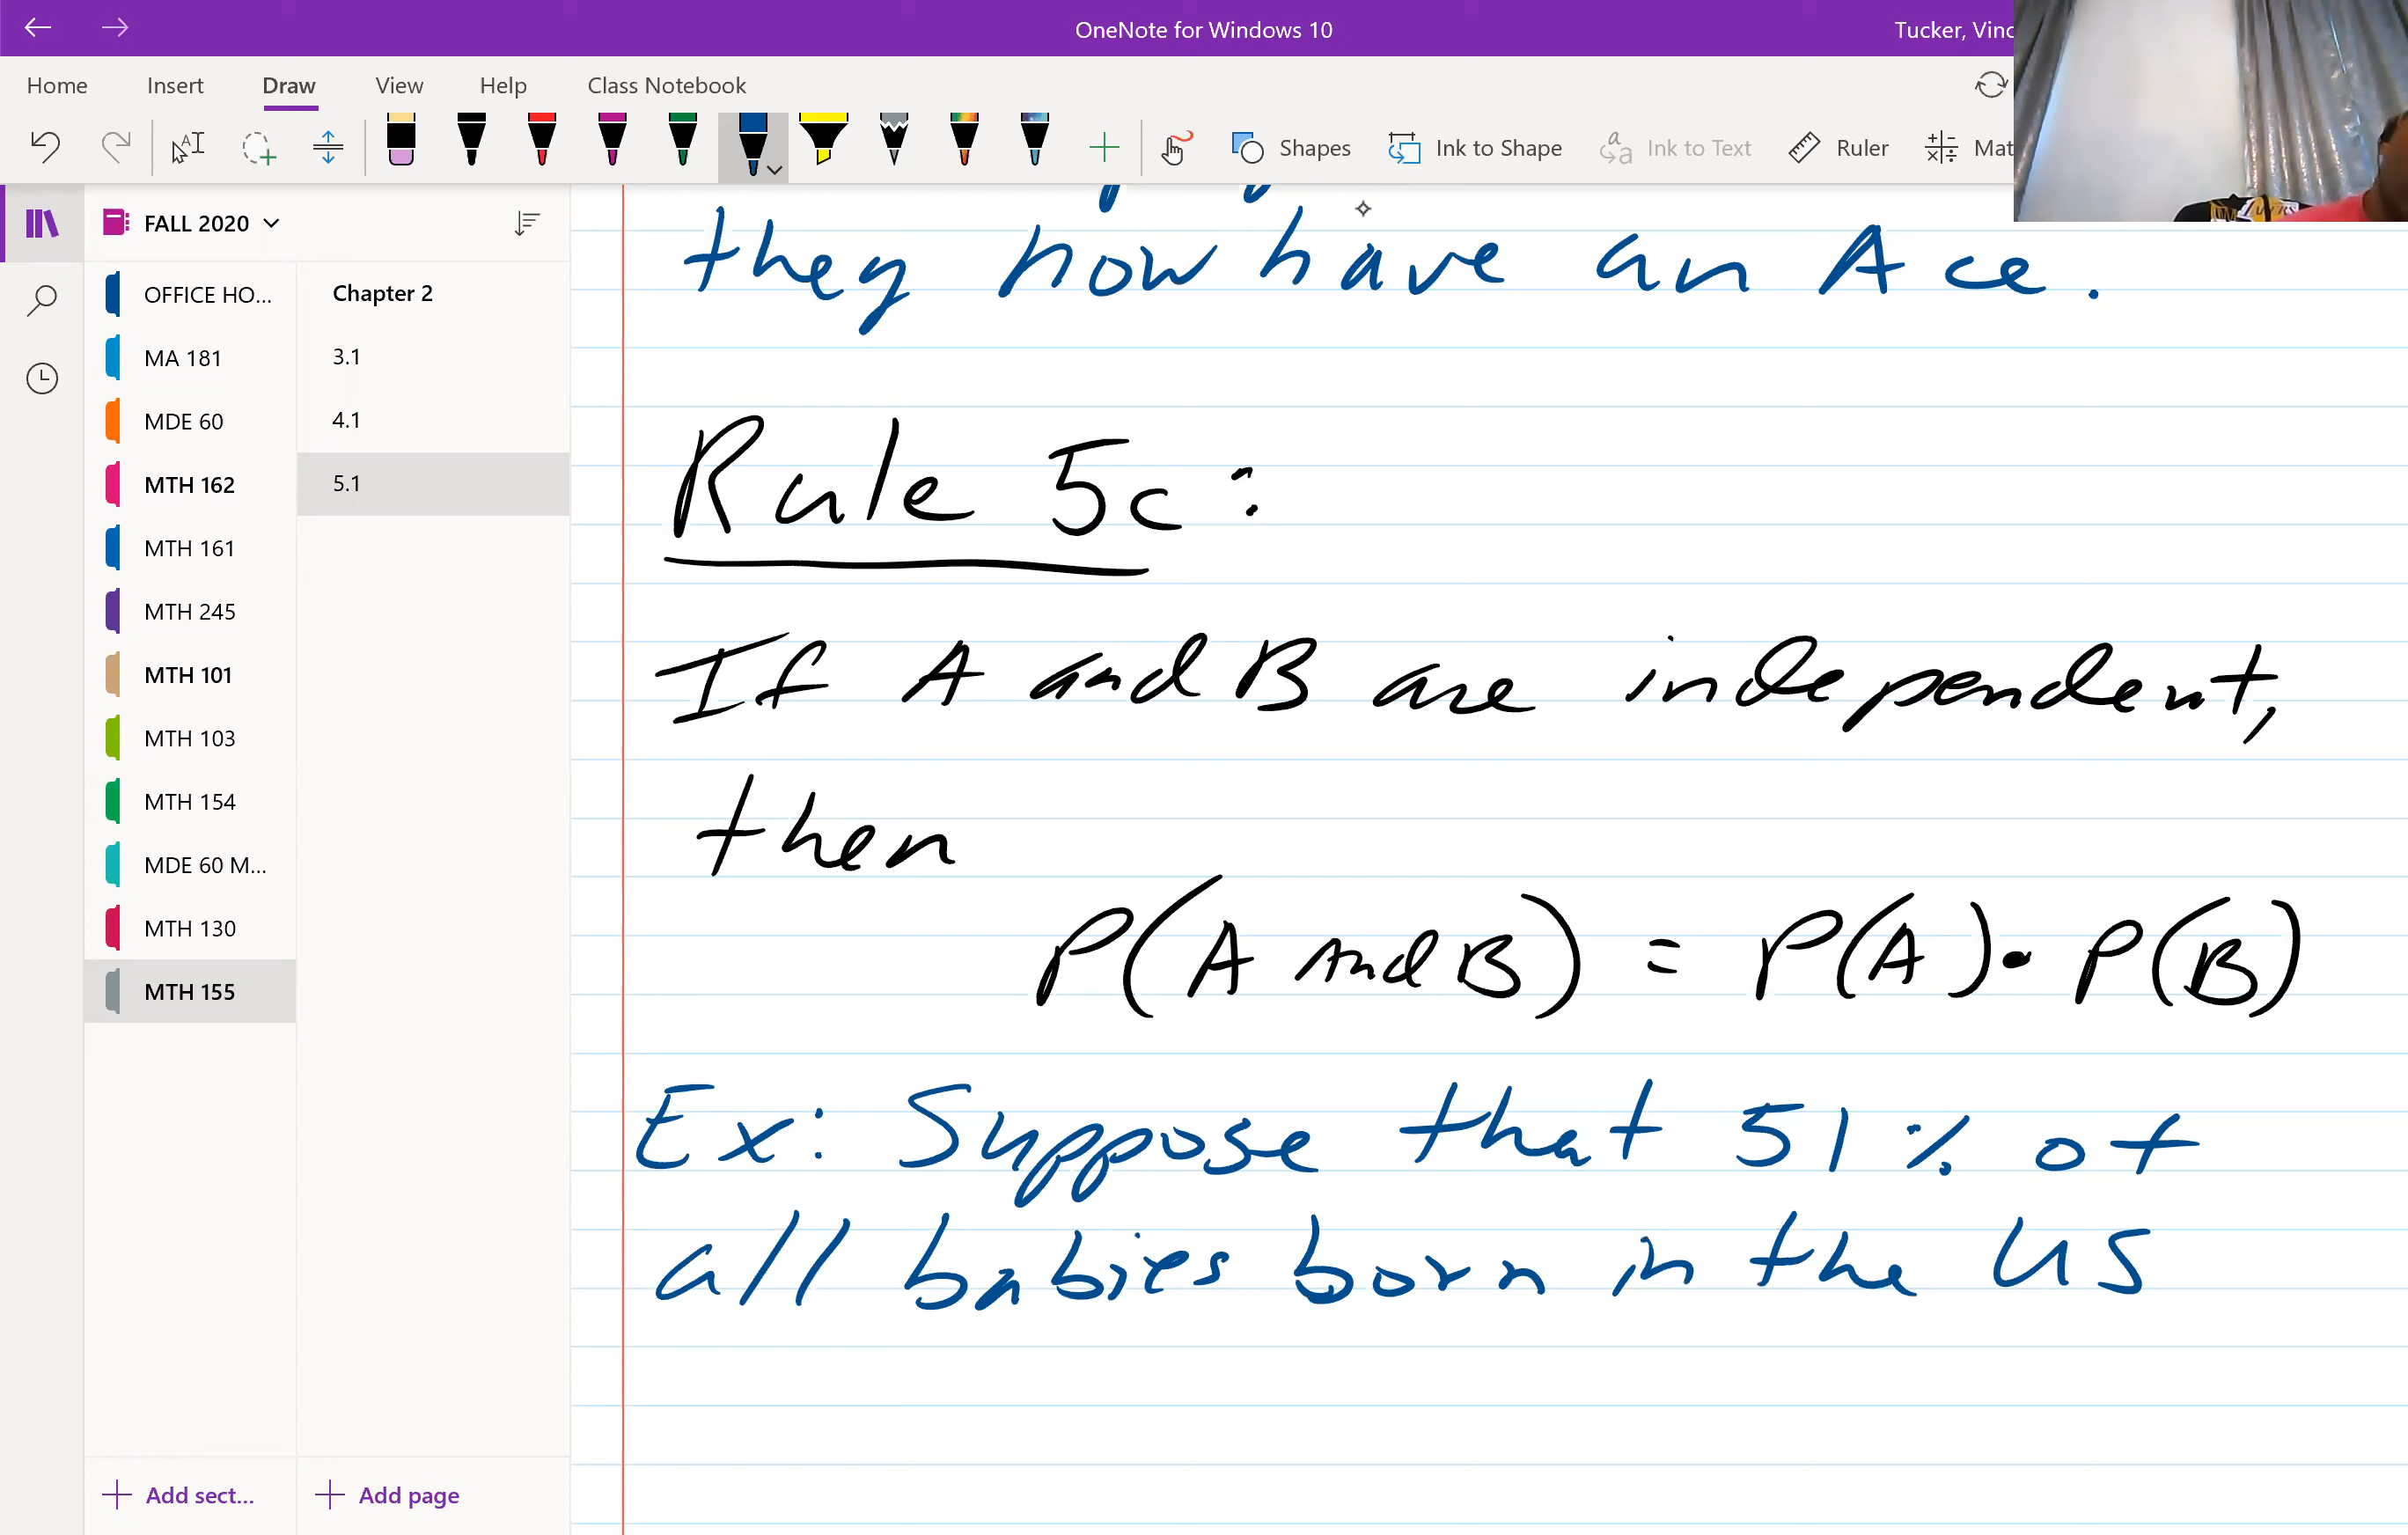 OneNote for Windows 10
Tucker, Vinc
Home Insert Draw View Help Class Notebook
Shapes Ink to Shape Ink to Text Ruler Mat
FALL 2020
OFFICE HO...
MA 181
MDE 60
MTH 162
MTH 161
MTH 245
MTH 101
MTH 103
MTH 154
MDE 60 M...
MTH 130
MTH 155
Add sect...
Chapter 2
3.1
4.1
5.1
Add page
they now have an Ace.
Rule 5c:
If A and B are independent,
then
P(A and B) = P(A) • P(B)
Ex: Suppose that 51% of
all babies born in the US